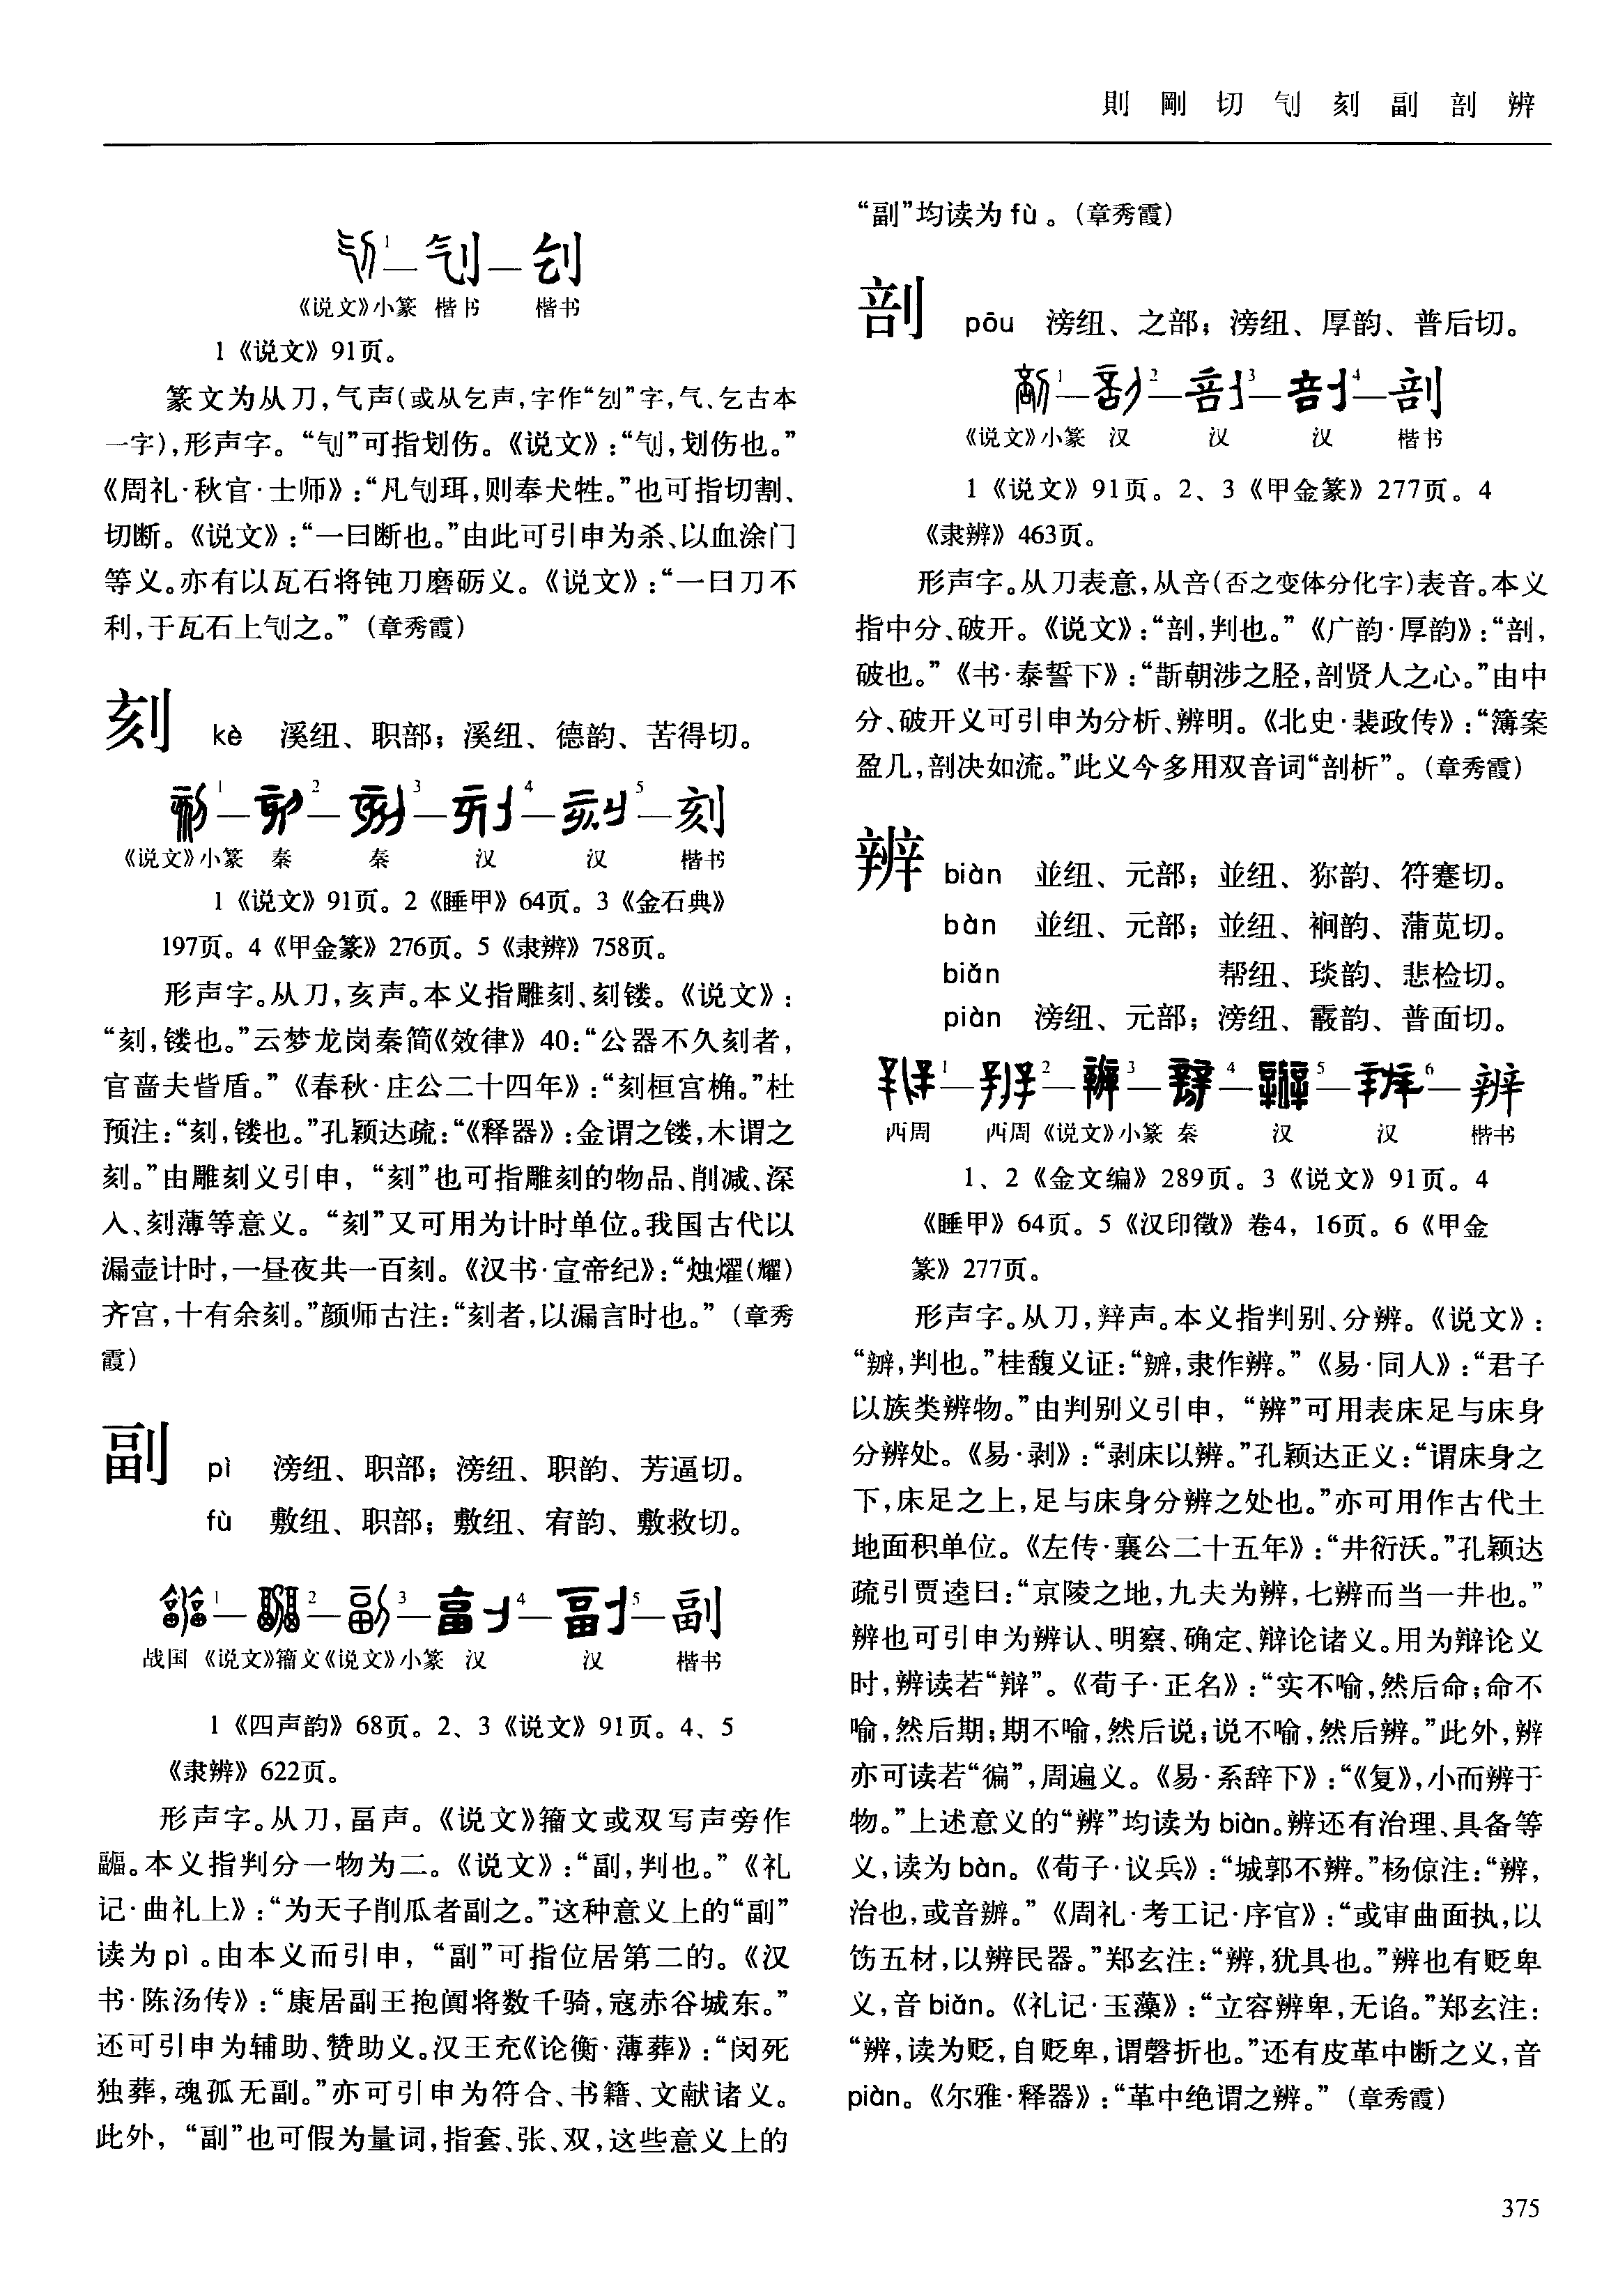 則 剛 切 刏 刻 副 剖 辨
1—刏—刉
《说文》小篆 楷书 楷书
1《说文》91页。
篆文为从刀,气声(或从乞声,字作“刉”字,气、乞古本
一字),形声字。“刏”可指划伤。《说文》:“刏,划伤也。”
《周礼·秋官·士师》:“凡刏珥,则奉犬牲。”也可指切割、
切断。《说文》:“一曰断也。”由此可引申为杀、以血涂门
等义。亦有以瓦石将钝刀磨砺义。《说文》:“一曰刀不
利,于瓦石上刏之。”(章秀霞)
刻 kè 溪纽、职部;溪纽、德韵、苦得切。
1—2—3—4—5—刻
《说文》小篆 秦 秦 汉 汉 楷书
1《说文》91页。2《睡甲》64页。3《金石典》
197页。4《甲金篆》276页。5《隶辨》758页。
形声字。从刀,亥声。本义指雕刻、刻镂。《说文》:
“刻,镂也。”云梦龙岗秦简《效律》40:“公器不久刻者,
官啬夫眥盾。”《春秋·庄公二十四年》:“刻桓宫桷。”杜
预注:“刻,镂也。”孔颖达疏:“《释器》:金谓之镂,木谓之
刻。”由雕刻义引申,“刻”也可指雕刻的物品、削减、深
入、刻薄等意义。“刻”又可用为计时单位。我国古代以
漏壶计时,一昼夜共一百刻。《汉书·宣帝纪》:“烛燿(耀)
齐宫,十有余刻。”颜师古注:“刻者,以漏言时也。”(章秀
霞)
副 pì 滂纽、职部;滂纽、职韵、芳逼切。
fù 敷纽、职部;敷纽、宥韵、敷救切。
1—2—3—4—5—副
战国 《说文》籀文《说文》小篆 汉 汉 楷书
1《四声韵》68页。2、3《说文》91页。4、5
《隶辨》622页。
形声字。从刀,畐声。《说文》籀文或双写声旁作
疈。本义指判分一物为二。《说文》:“副,判也。”《礼
记·曲礼上》:“为天子削瓜者副之。”这种意义上的“副”
读为pì。由本义而引申,“副”可指位居第二的。《汉
书·陈汤传》:“康居副王抱阗将数千骑,寇赤谷城东。”
还可引申为辅助、赞助义。汉王充《论衡·薄葬》:“闵死
独葬,魂孤无副。”亦可引申为符合、书籍、文献诸义。
此外,“副”也可假为量词,指套、张、双,这些意义上的
“副”均读为fù。(章秀霞)
剖 pōu 滂纽、之部;滂纽、厚韵、普后切。
1—2—3—4—剖
《说文》小篆 汉 汉 汉 楷书
1《说文》91页。2、3《甲金篆》277页。4
《隶辨》463页。
形声字。从刀表意,从咅(否之变体分化字)表音。本义
指中分、破开。《说文》:“剖,判也。”《广韵·厚韵》:“剖,
破也。”《书·泰誓下》:“斮朝涉之胫,剖贤人之心。”由中
分、破开义可引申为分析、辨明。《北史·裴政传》:“簿案
盈几,剖决如流。”此义今多用双音词“剖析”。(章秀霞)
辨 biàn 並纽、元部;並纽、狝韵、符蹇切。
bàn 並纽、元部;並纽、裥韵、蒲苋切。
biǎn 帮纽、琰韵、悲检切。
piàn 滂纽、元部;滂纽、霰韵、普面切。
1—2—3—4—5—6—辨
西周 西周《说文》小篆 秦 汉 汉 楷书
1、2《金文编》289页。3《说文》91页。4
《睡甲》64页。5《汉印徵》卷4,16页。6《甲金
篆》277页。
形声字。从刀,辡声。本义指判别、分辨。《说文》:
“辧,判也。”桂馥义证:“辧,隶作辨。”《易·同人》:“君子
以族类辨物。”由判别义引申,“辨”可用表床足与床身
分辨处。《易·剥》:“剥床以辨。”孔颖达正义:“谓床身之
下,床足之上,足与床身分辨之处也。”亦可用作古代土
地面积单位。《左传·襄公二十五年》:“井衍沃。”孔颖达
疏引贾逵曰:“京陵之地,九夫为辨,七辨而当一井也。”
辨也可引申为辨认、明察、确定、辩论诸义。用为辩论义
时,辨读若“辩”。《荀子·正名》:“实不喻,然后命;命不
喻,然后期;期不喻,然后说;说不喻,然后辨。”此外,辨
亦可读若“徧”,周遍义。《易·系辞下》:“《复》,小而辨于
物。”上述意义的“辨”均读为biàn。辨还有治理、具备等
义,读为bàn。《荀子·议兵》:“城郭不辨。”杨倞注:“辨,
治也,或音辦。”《周礼·考工记·序官》:“或审曲面执,以
饬五材,以辨民器。”郑玄注:“辨,犹具也。”辨也有贬卑
义,音biǎn。《礼记·玉藻》:“立容辨卑,无谄。”郑玄注:
“辨,读为贬,自贬卑,谓磬折也。”还有皮革中断之义,音
piàn。《尔雅·释器》:“革中绝谓之辨。”(章秀霞)
375